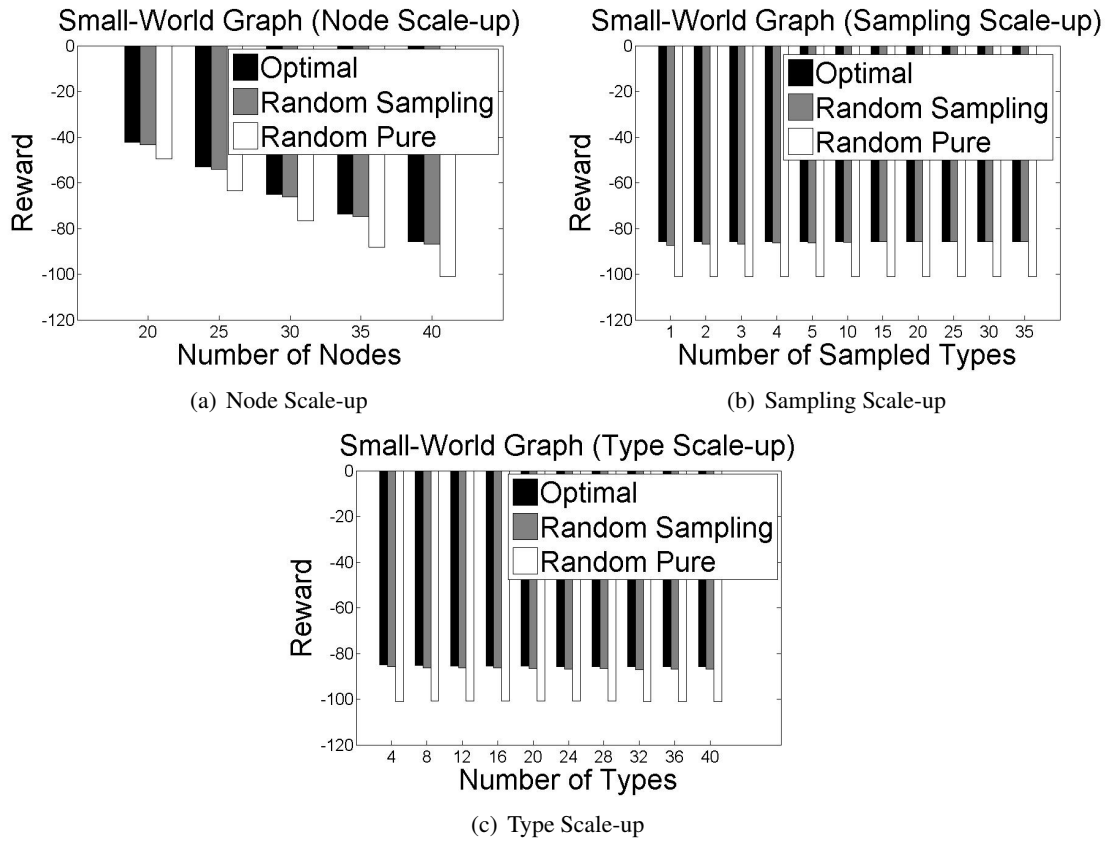 Small-World Graph (Node Scale-up)
0
-20
-40
-60
-80
-100
-120
Reward
Optimal
Random Sampling
Random Pure
20 25 30 35 40
Number of Nodes
(a) Node Scale-up
Small-World Graph (Sampling Scale-up)
0
-20
-40
-60
-80
-100
-120
Reward
Optimal
Random Sampling
Random Pure
1 2 3 4 5 10 15 20 25 30 35
Number of Sampled Types
(b) Sampling Scale-up
Small-World Graph (Type Scale-up)
0
-20
-40
-60
-80
-100
-120
Reward
Optimal
Random Sampling
Random Pure
4 8 12 16 20 24 28 32 36 40
Number of Types
(c) Type Scale-up